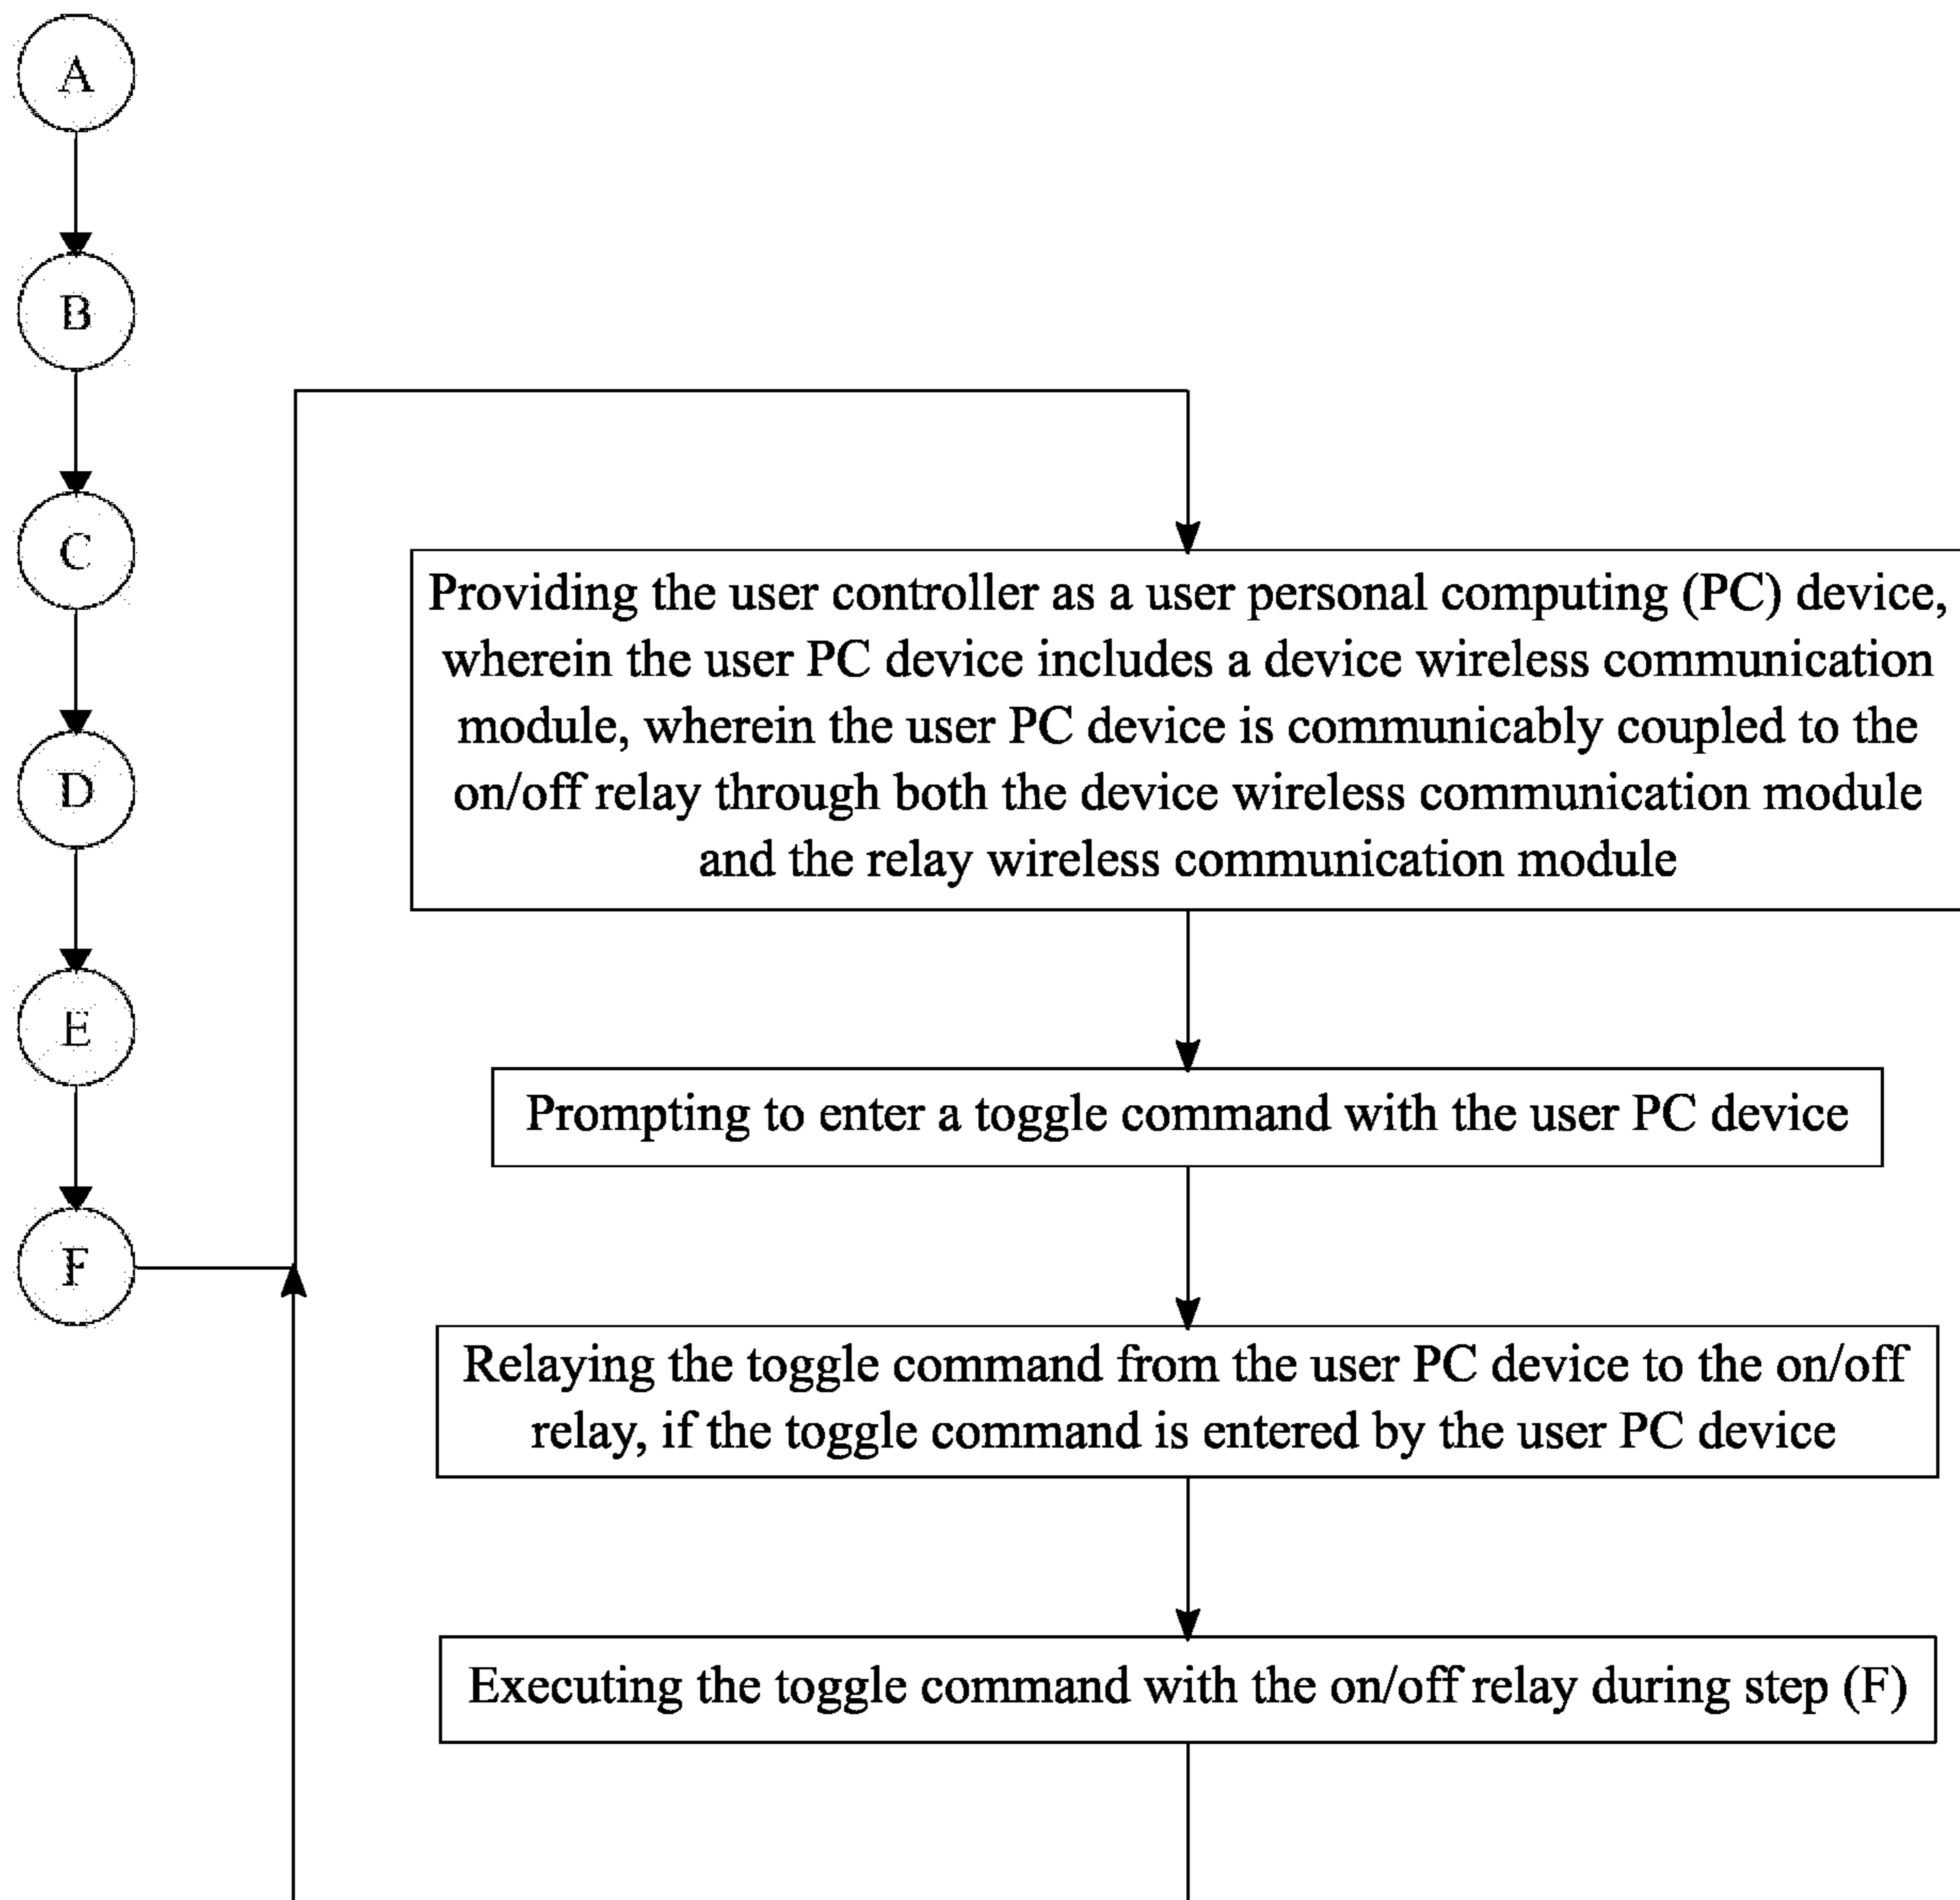 A
B
C
D
E
F
Providing the user controller as a user personal computing (PC) device,
wherein the user PC device includes a device wireless communication
module, wherein the user PC device is communicably coupled to the
on/off relay through both the device wireless communication module
and the relay wireless communication module
Prompting to enter a toggle command with the user PC device
Relaying the toggle command from the user PC device to the on/off
relay, if the toggle command is entered by the user PC device
Executing the toggle command with the on/off relay during step (F)